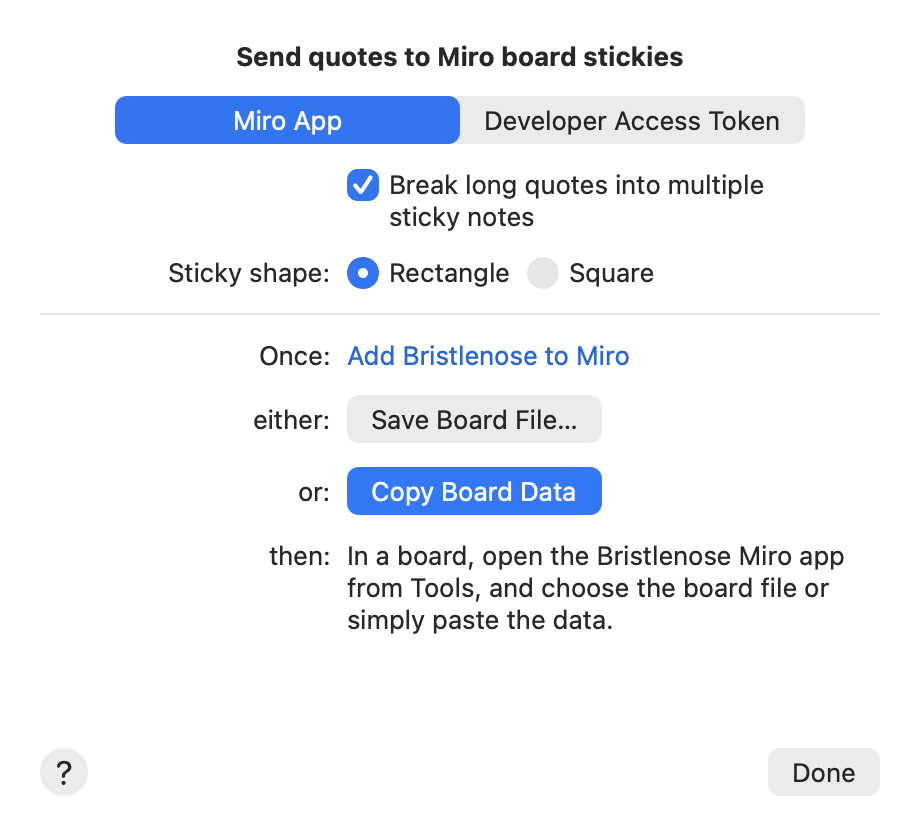 Send quotes to Miro board stickies
Miro App
Developer Access Token
Break long quotes into multiple
sticky notes
Sticky shape:
Rectangle
Square
Once:
Add Bristlenose to Miro
either:
Save Board File...
or:
Copy Board Data
then:
In a board, open the Bristlenose Miro app
from Tools, and choose the board file or
simply paste the data.
?
Done